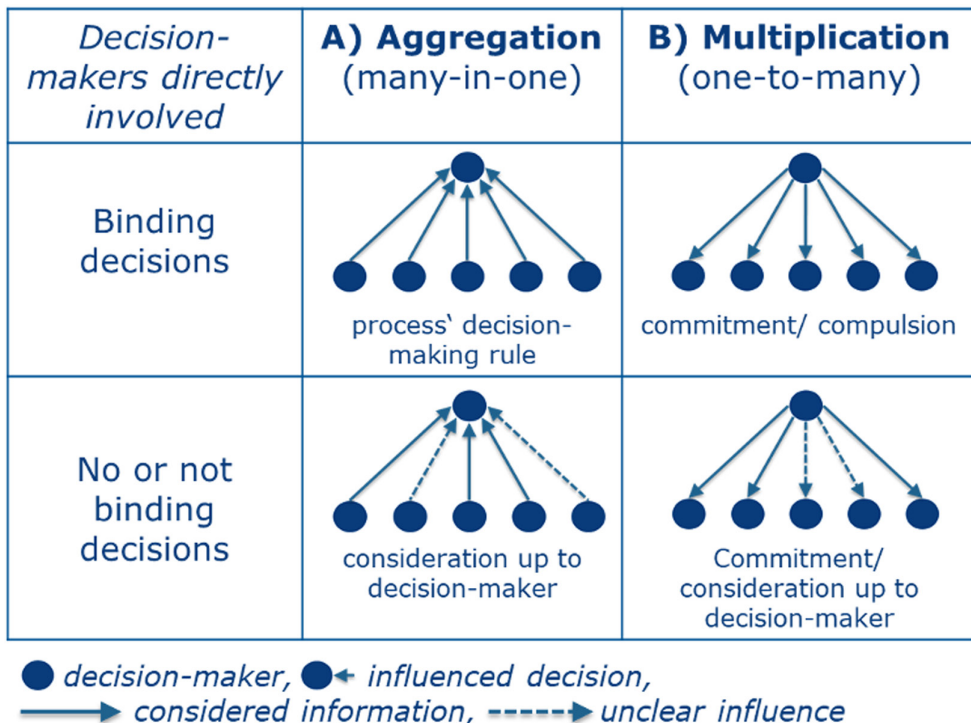 Decision-
makers directly
involved
A) Aggregation
(many-in-one)
B) Multiplication
(one-to-many)
Binding
decisions
process‘ decision-
making rule
commitment/ compulsion
No or not
binding
decisions
consideration up to
decision-maker
Commitment/
consideration up to
decision-maker
decision-maker, influenced decision,
considered information, unclear influence